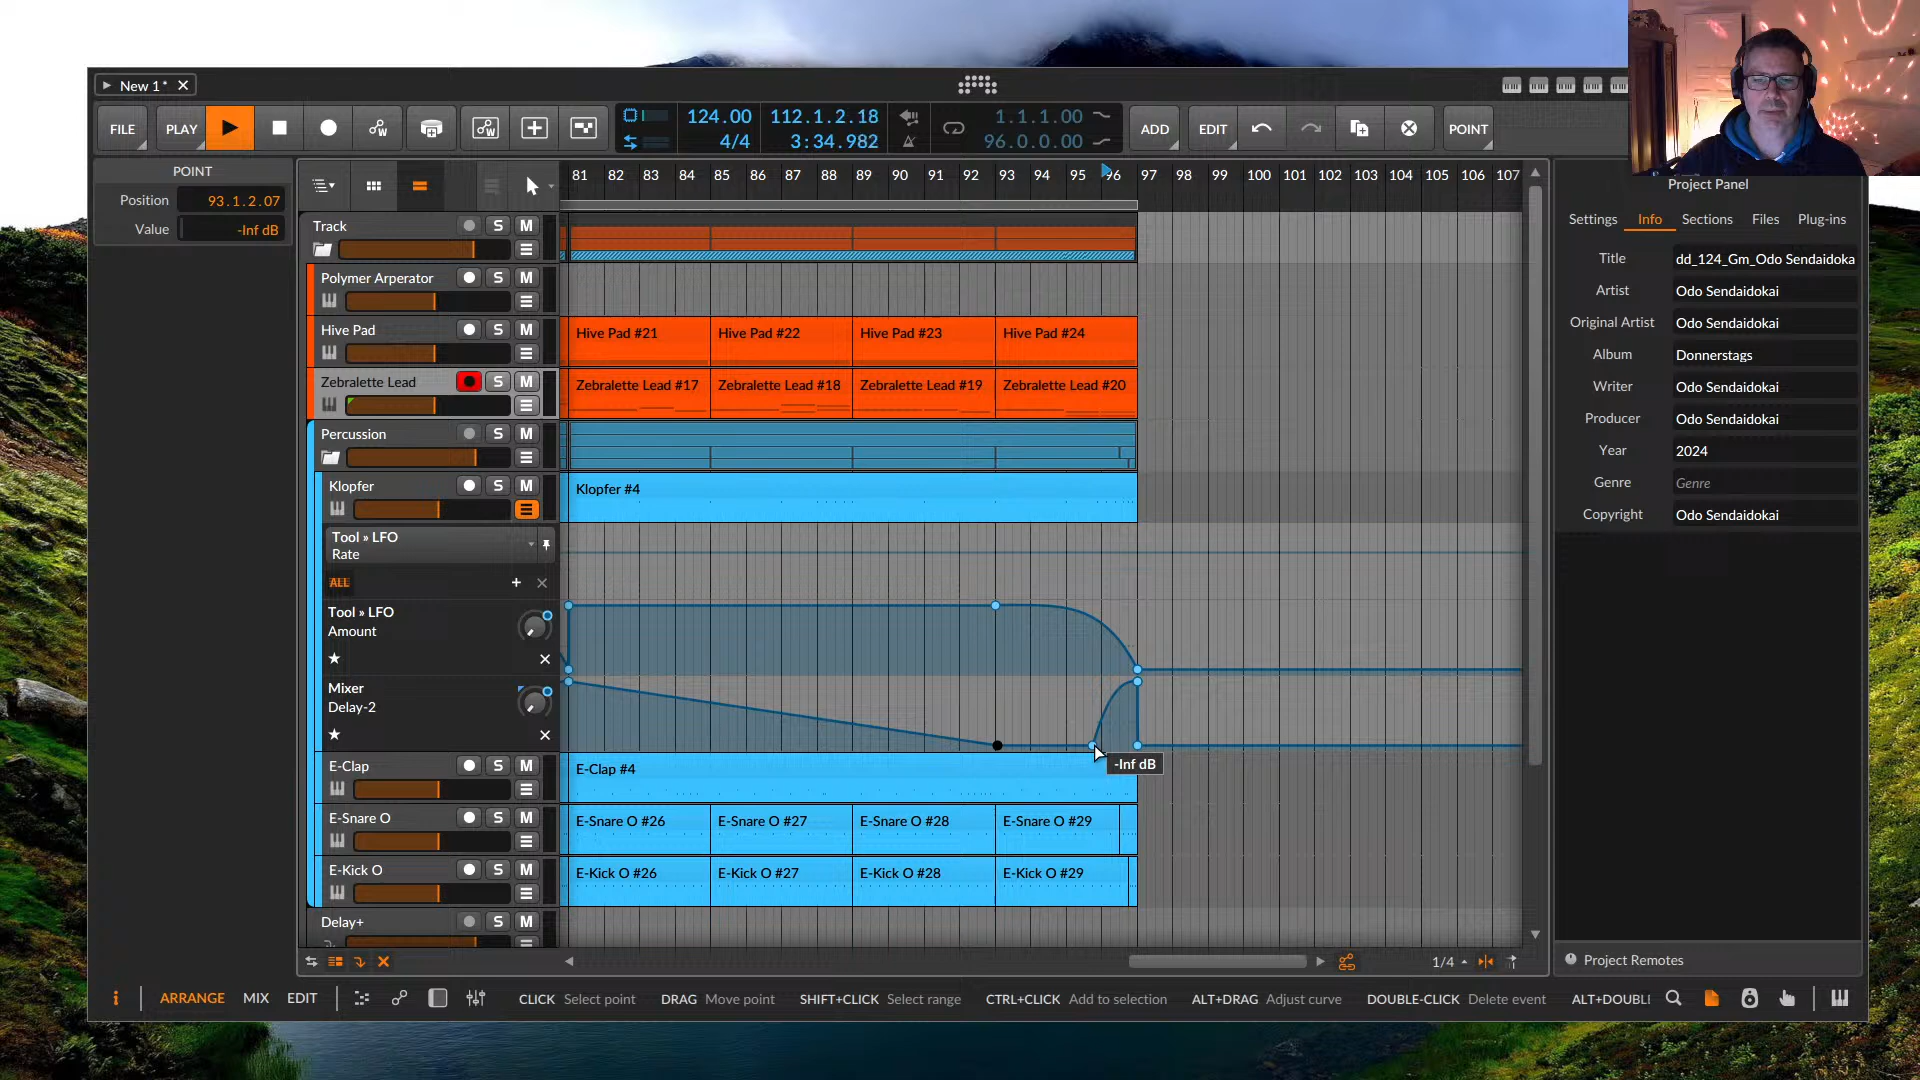 New 1*
FILE
PLAY
124.00
4/4
112.1.2.18
3:34.982
1.1.1.00
96.0.0.00
ADD
EDIT
POINT
POINT
Position 93.1.2.07
Value -Inf dB
81 82 83 84 85 86 87 88 89 90 91 92 93 94 95 96 97 98 99 100 101 102 103 104 105 106 107
Track S M
Polymer Arperator S M
Hive Pad S M
Hive Pad #21 Hive Pad #22 Hive Pad #23 Hive Pad #24
Zebralette Lead S M
Zebralette Lead #17 Zebralette Lead #18 Zebralette Lead #19 Zebralette Lead #20
Percussion S M
Klopfer S M
Klopfer #4
Tool » LFO
Rate
ALL
Tool » LFO
Amount
Mixer
Delay-2
-Inf dB
E-Clap S M
E-Clap #4
E-Snare O S M
E-Snare O #26 E-Snare O #27 E-Snare O #28 E-Snare O #29
E-Kick O S M
E-Kick O #26 E-Kick O #27 E-Kick O #28 E-Kick O #29
Delay+ S M
1/4
Project Panel
Settings Info Sections Files Plug-ins
Title dd_124_Gm_Odo Sendaidoka
Artist Odo Sendaidokai
Original Artist Odo Sendaidokai
Album Donnerstags
Writer Odo Sendaidokai
Producer Odo Sendaidokai
Year 2024
Genre Genre
Copyright Odo Sendaidokai
Project Remotes
i ARRANGE MIX EDIT
CLICK Select point DRAG Move point SHIFT+CLICK Select range CTRL+CLICK Add to selection ALT+DRAG Adjust curve DOUBLE-CLICK Delete event ALT+DOUBL